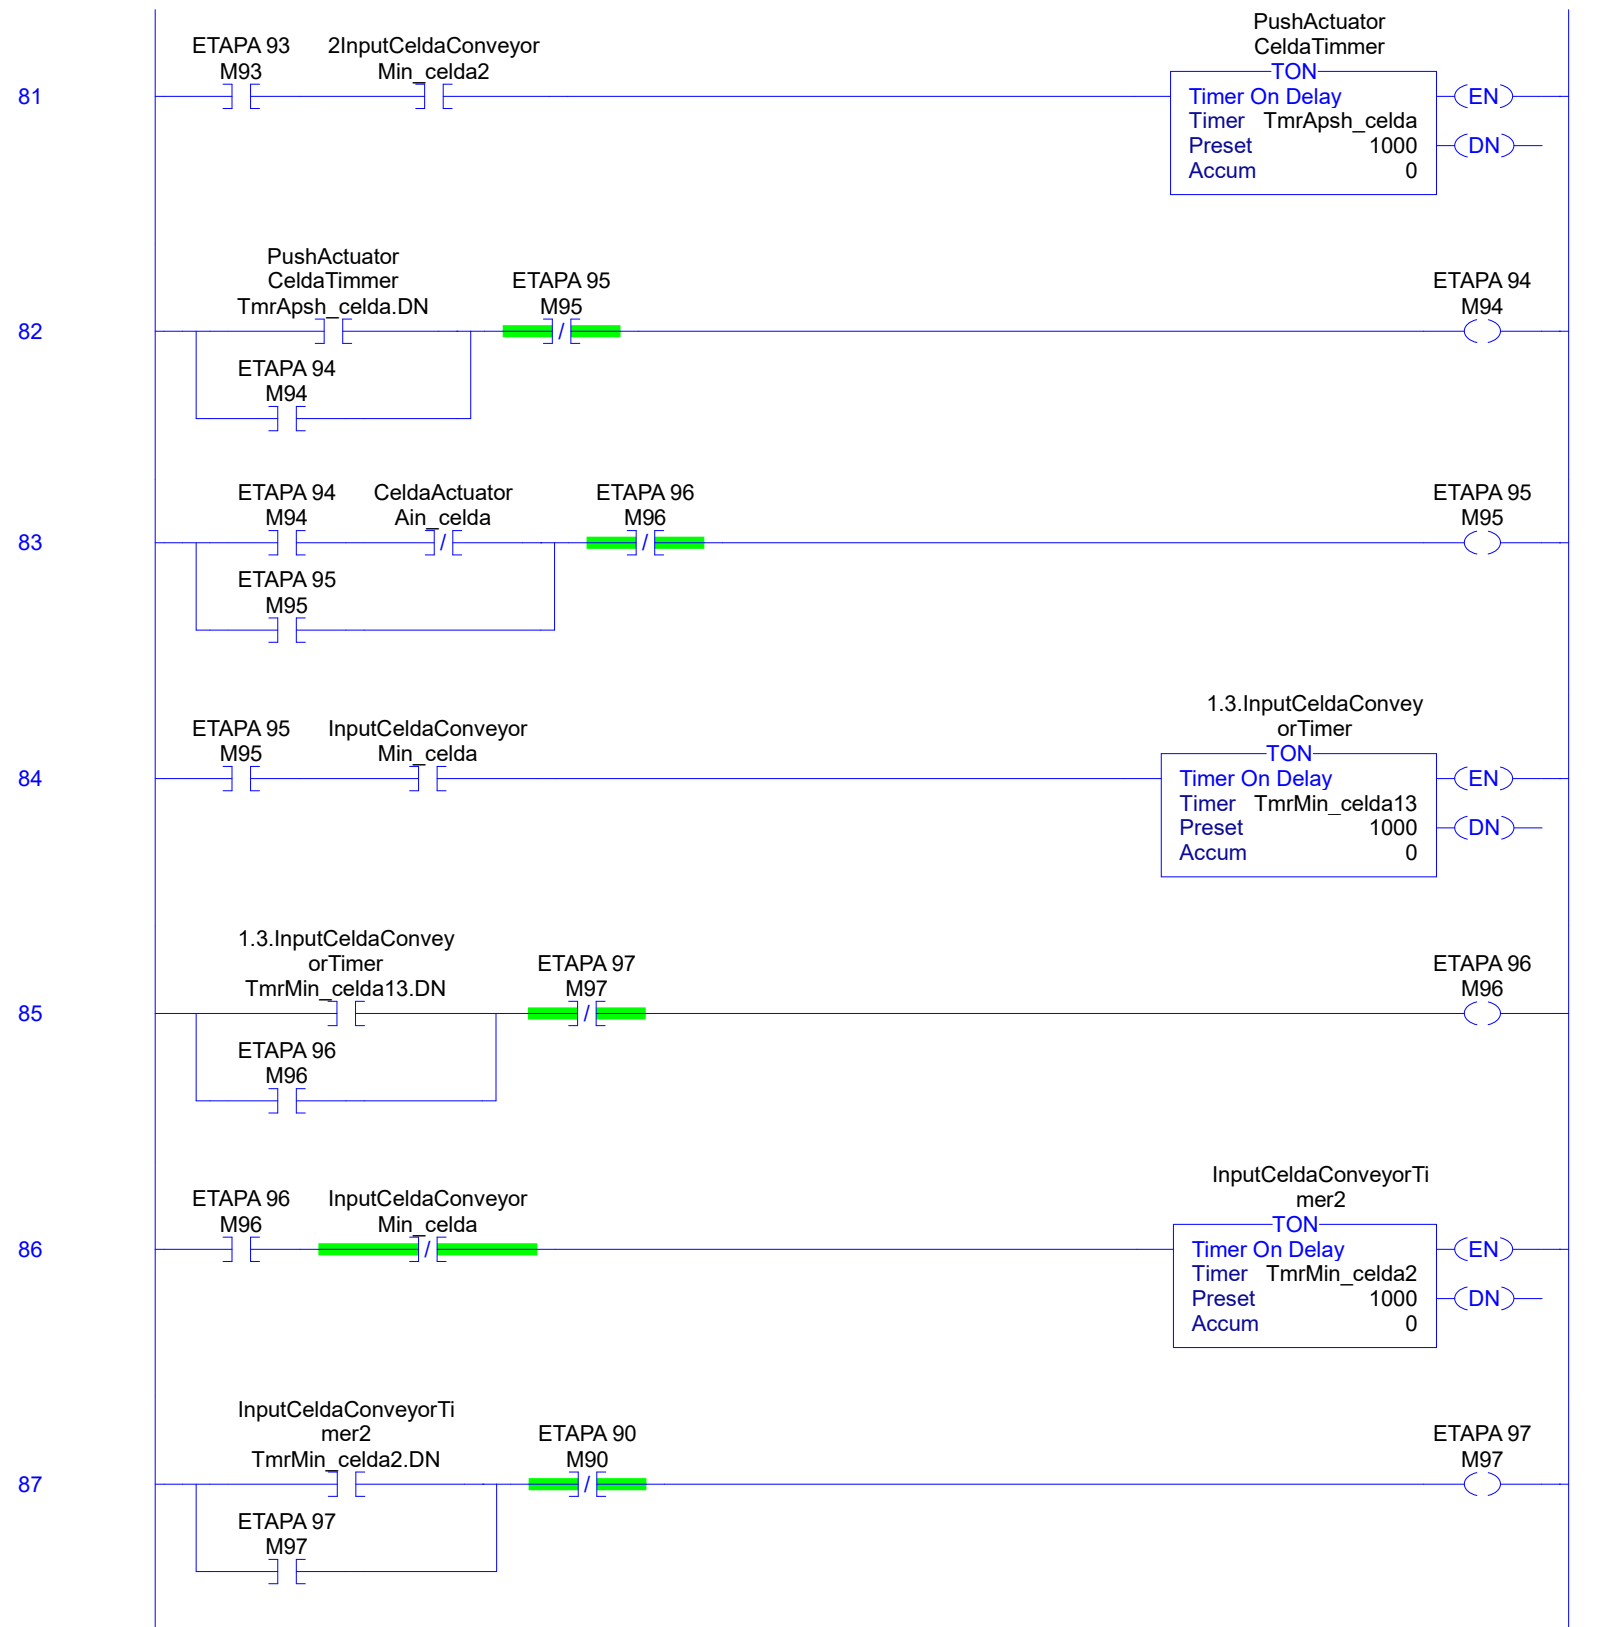 PushActuator
CeldaTimmer
ETAPA 93 2InputCeldaConveyor
M93 Min_celda2
TON
81
Timer On Delay
EN
Timer TmrApsh_celda
Preset 1000
DN
Accum 0
PushActuator
CeldaTimmer
TmrApsh_celda.DN
ETAPA 95
M95
ETAPA 94
M94
82
/
ETAPA 94
M94
ETAPA 94 CeldaActuator ETAPA 96 ETAPA 95
M94 Ain_celda M96 M95
83
/ /
ETAPA 95
M95
1.3.InputCeldaConvey
orTimer
ETAPA 95 InputCeldaConveyor
M95 Min_celda
TON
84
Timer On Delay
EN
Timer TmrMin_celda13
Preset 1000
DN
Accum 0
1.3.InputCeldaConvey
orTimer
TmrMin_celda13.DN
ETAPA 97
M97
ETAPA 96
M96
85
/
ETAPA 96
M96
InputCeldaConveyorTi
mer2
ETAPA 96 InputCeldaConveyor
M96 Min_celda
TON
86
/
Timer On Delay
EN
Timer TmrMin_celda2
Preset 1000
DN
Accum 0
InputCeldaConveyorTi
mer2
TmrMin_celda2.DN
ETAPA 90
M90
ETAPA 97
M97
87
/
ETAPA 97
M97